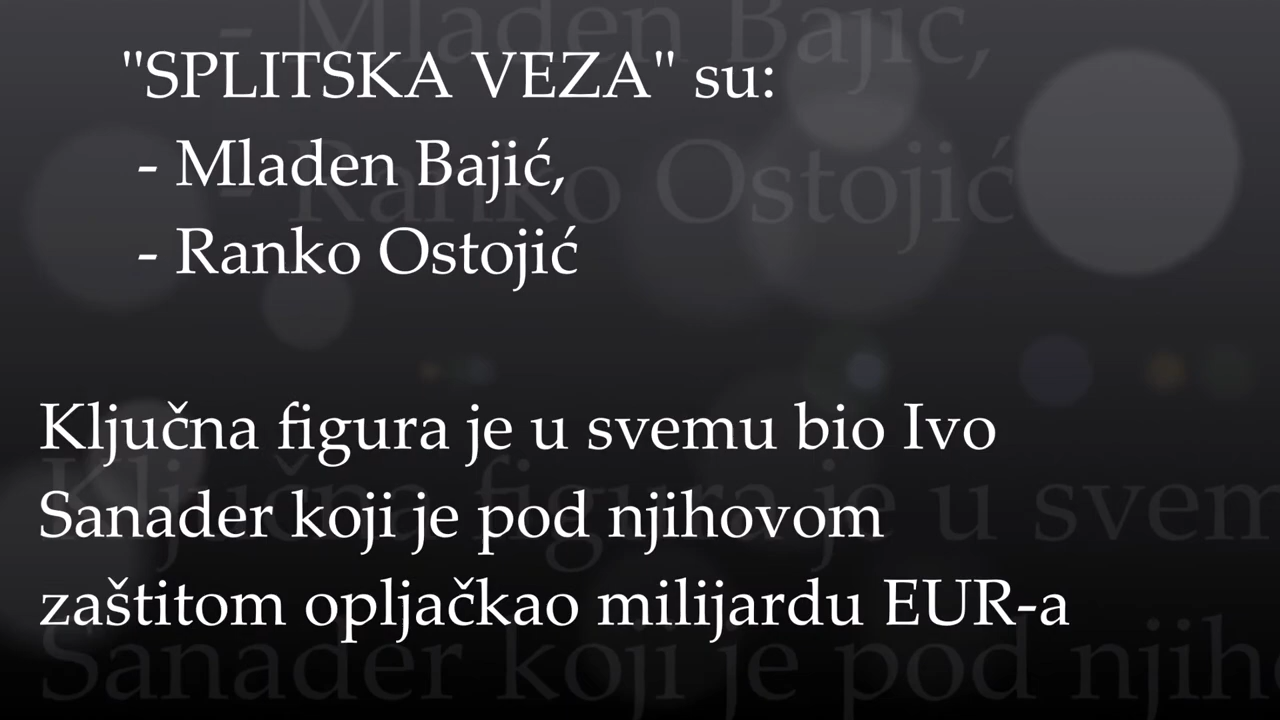 "SPLITSKA VEZA" su:
- Mladen Bajić,
- Ranko Ostojić
Ključna figura je u svemu bio Ivo
Sanader koji je pod njihovom
zaštitom opljačkao milijardu EUR-a